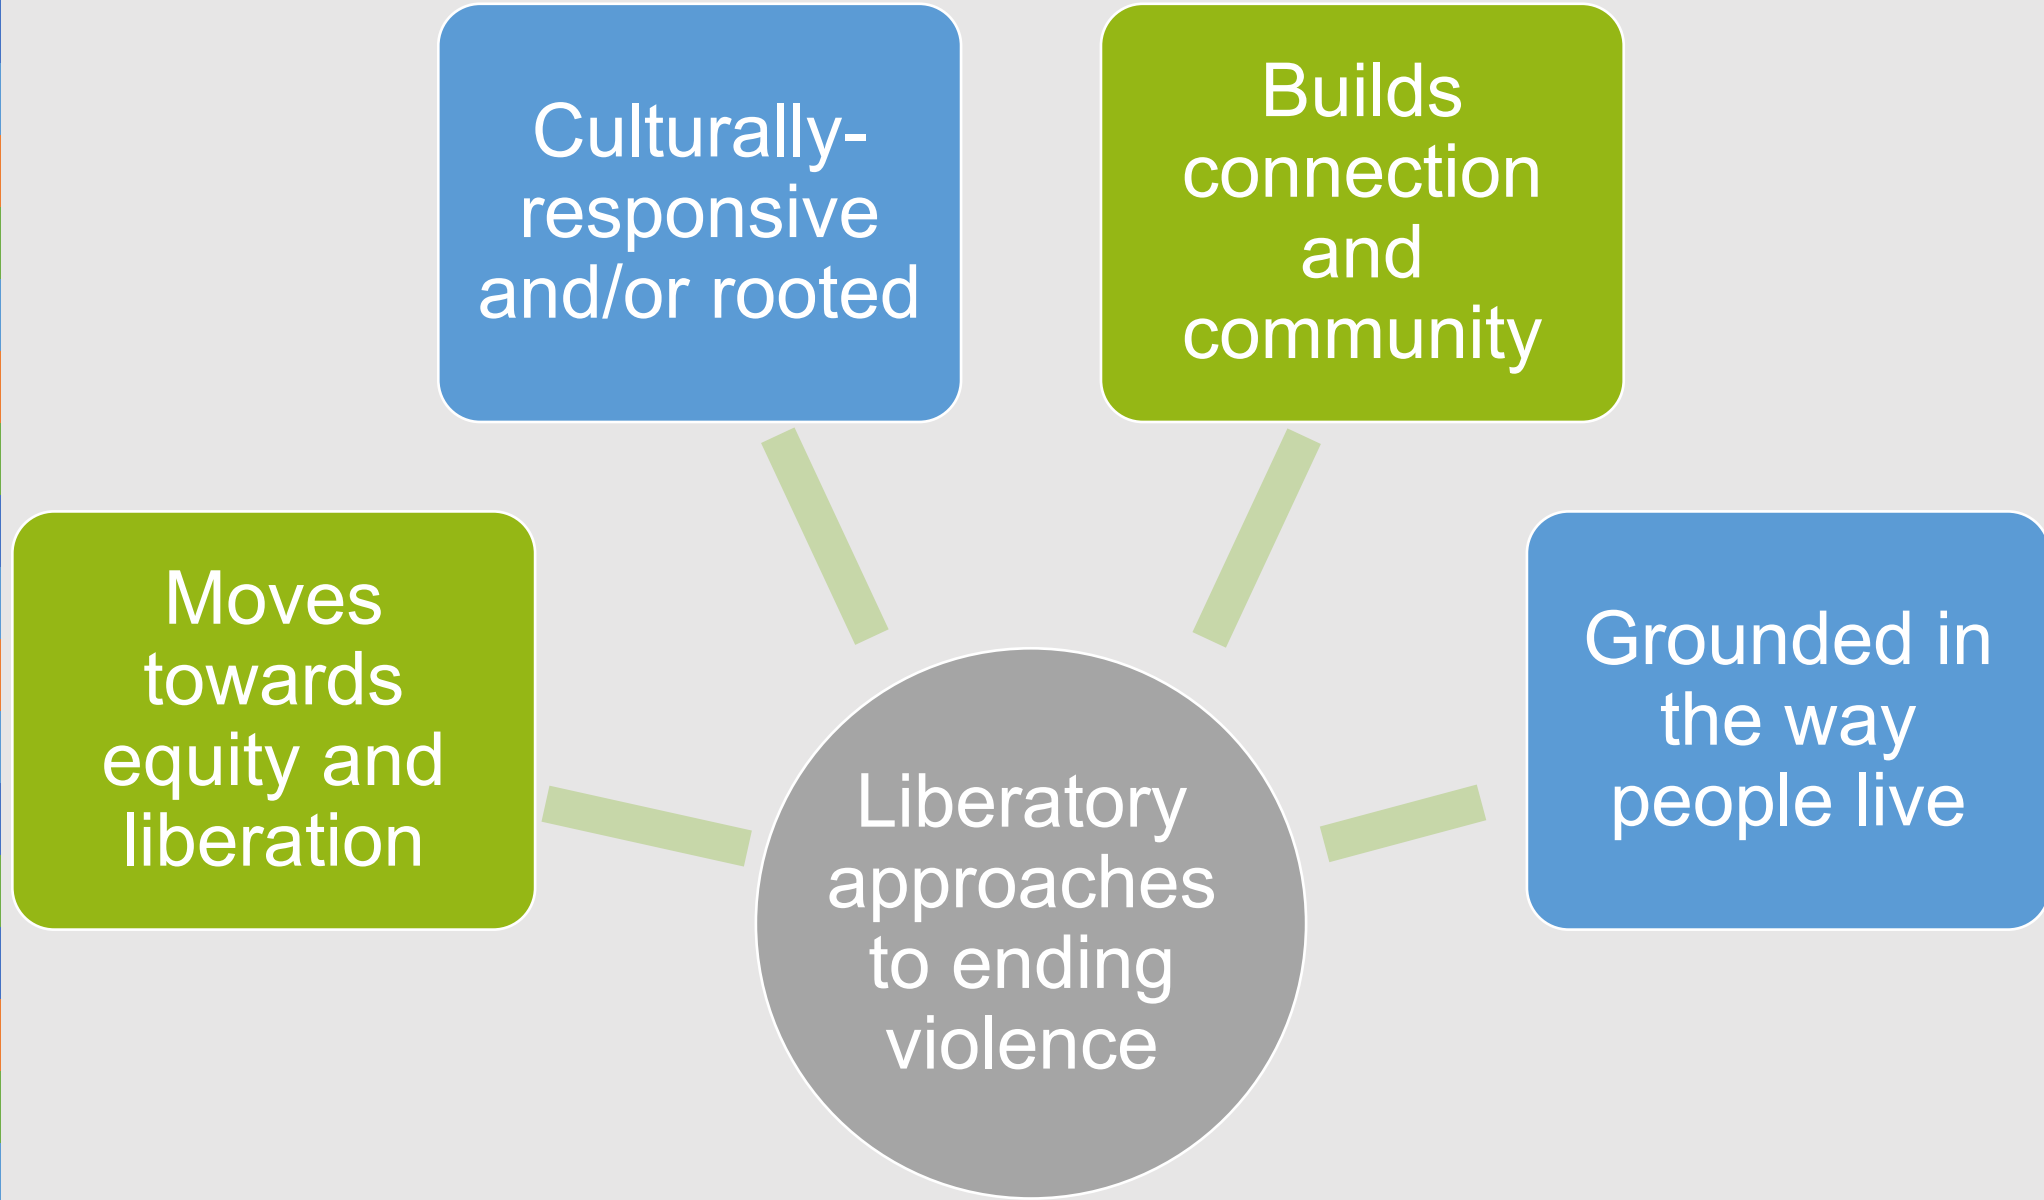 Culturally-
responsive
and/or rooted
Builds
connection
and
community
Moves
towards
equity and
liberation
Grounded in
the way
people live
Liberatory
approaches
to ending
violence